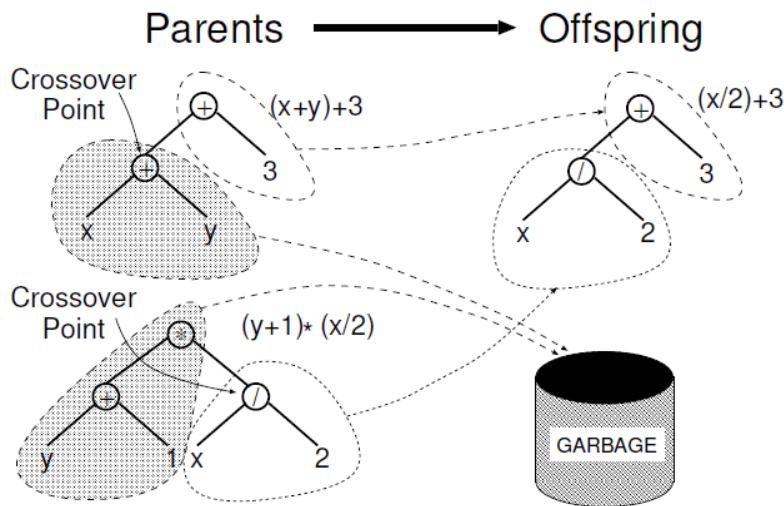 Parents
Offspring
Crossover
Point
(x+y)+3
+
3
+
x
y
(x/2)+3
+
3
/
x
2
Crossover
Point
(y+1)* (x/2)
*
+
y
1
/
x
2
GARBAGE